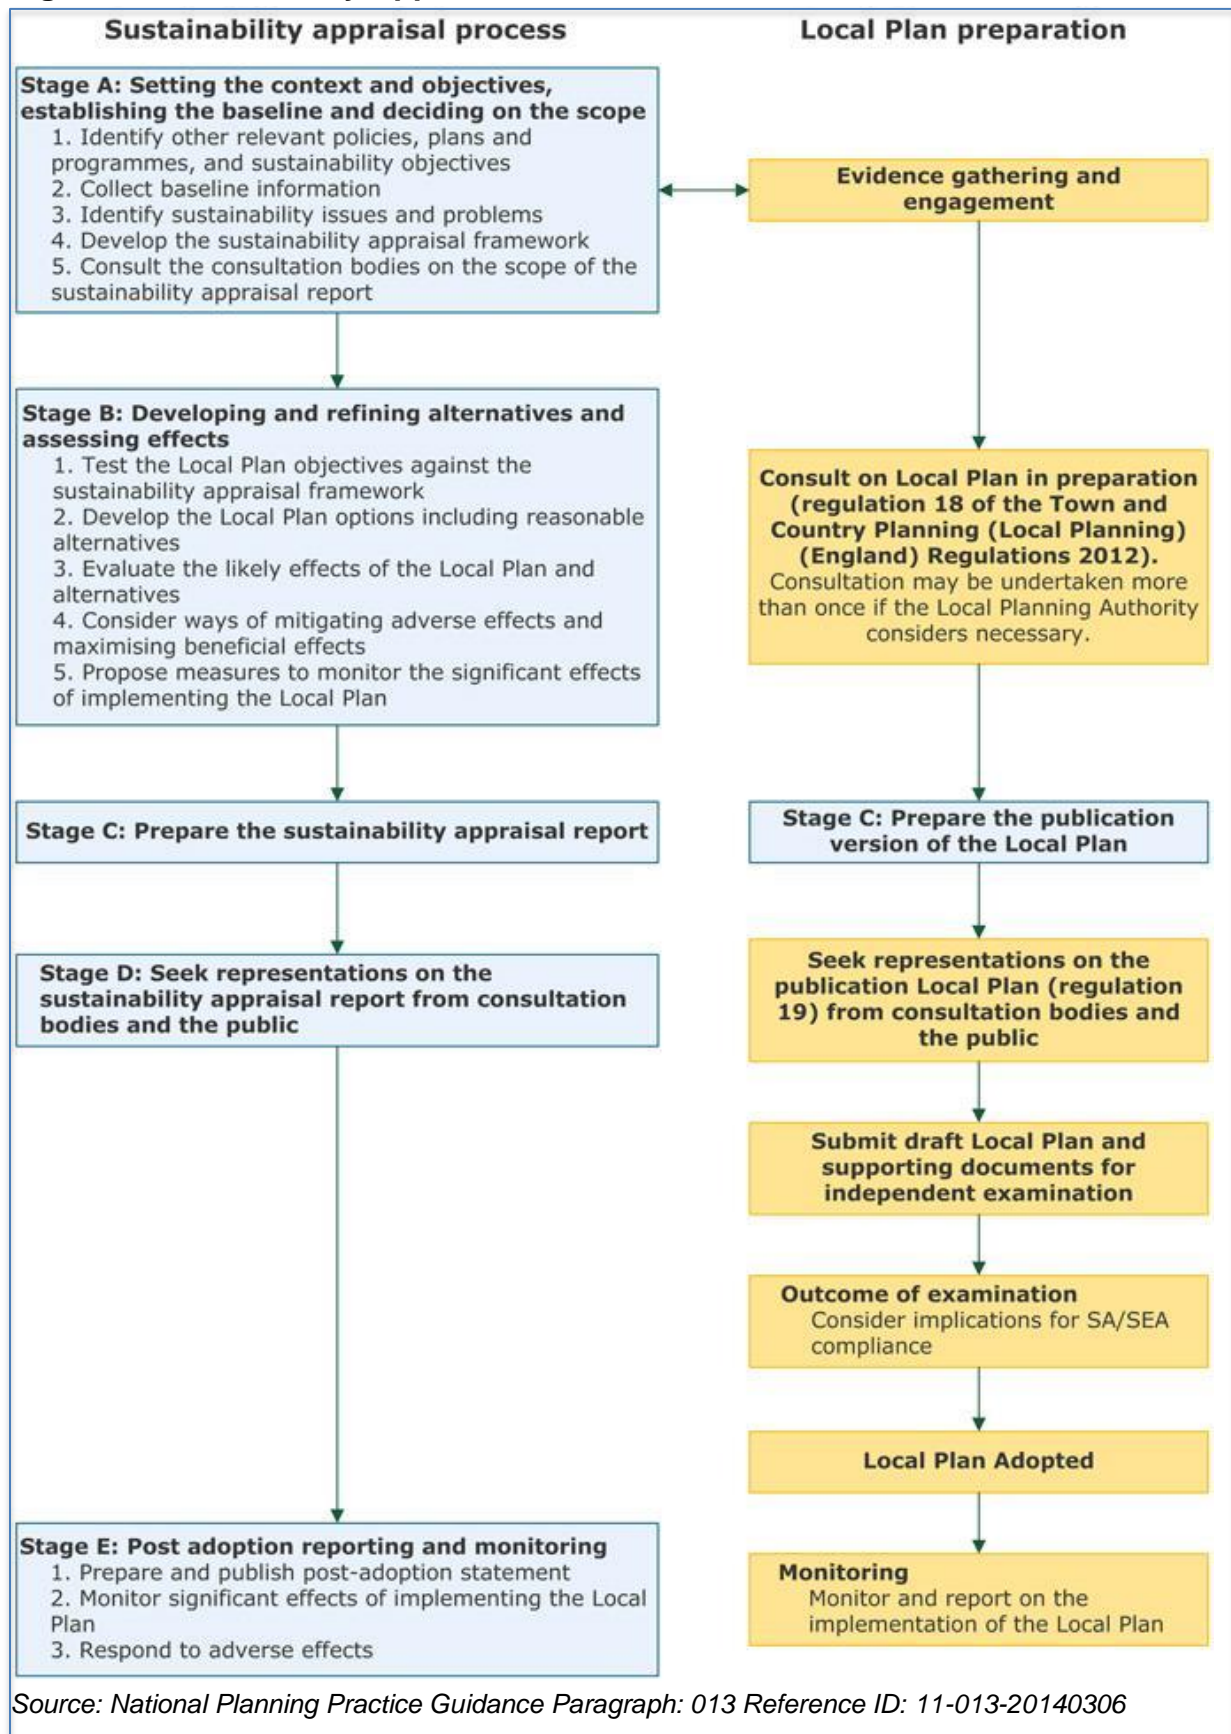 Sustainability appraisal process
Local Plan preparation
Stage A: Setting the context and objectives,
establishing the baseline and deciding on the scope
1. Identify other relevant policies, plans and
programmes, and sustainability objectives
2. Collect baseline information
3. Identify sustainability issues and problems
4. Develop the sustainability appraisal framework
5. Consult the consultation bodies on the scope of the
sustainability appraisal report
Evidence gathering and
engagement
Stage B: Developing and refining alternatives and
assessing effects
1. Test the Local Plan objectives against the
sustainability appraisal framework
2. Develop the Local Plan options including reasonable
alternatives
3. Evaluate the likely effects of the Local Plan and
alternatives
4. Consider ways of mitigating adverse effects and
maximising beneficial effects
5. Propose measures to monitor the significant effects
of implementing the Local Plan
Consult on Local Plan in preparation
(regulation 18 of the Town and
Country Planning (Local Planning)
(England) Regulations 2012).
Consultation may be undertaken more
than once if the Local Planning Authority
considers necessary.
Stage C: Prepare the sustainability appraisal report
Stage C: Prepare the publication
version of the Local Plan
Stage D: Seek representations on the
sustainability appraisal report from consultation
bodies and the public
Seek representations on the
publication Local Plan (regulation
19) from consultation bodies and
the public
Submit draft Local Plan and
supporting documents for
independent examination
Outcome of examination
Consider implications for SA/SEA
compliance
Local Plan Adopted
Stage E: Post adoption reporting and monitoring
1. Prepare and publish post-adoption statement
2. Monitor significant effects of implementing the Local
Plan
3. Respond to adverse effects
Monitoring
Monitor and report on the
implementation of the Local Plan
Source: National Planning Practice Guidance Paragraph: 013 Reference ID: 11-013-20140306